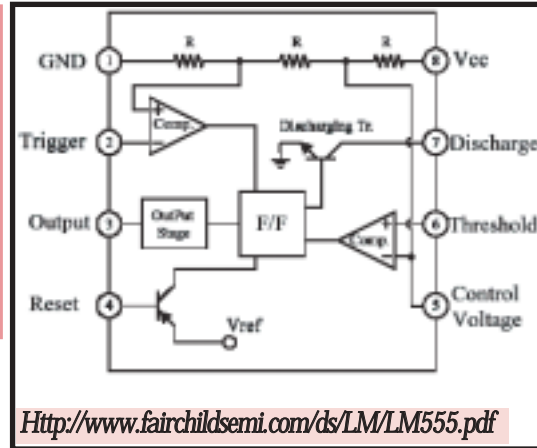 R R R
GND 1 8 Vcc
Comp.
Discharging Tr.
Trigger 2 7 Discharge
Output 3 OutPut Stage F/F Comp. 6 Threshold
Reset 4 Vref 5 Control
Voltage
Http://www.fairchildsemi.com/ds/LM/LM555.pdf